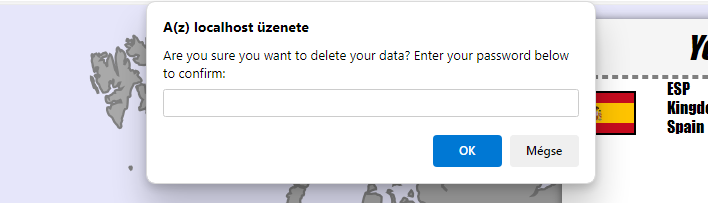 A(z) localhost üzenete
Are you sure you want to delete your data? Enter your password below
to confirm:
OK
Mégse
ESP
Spain